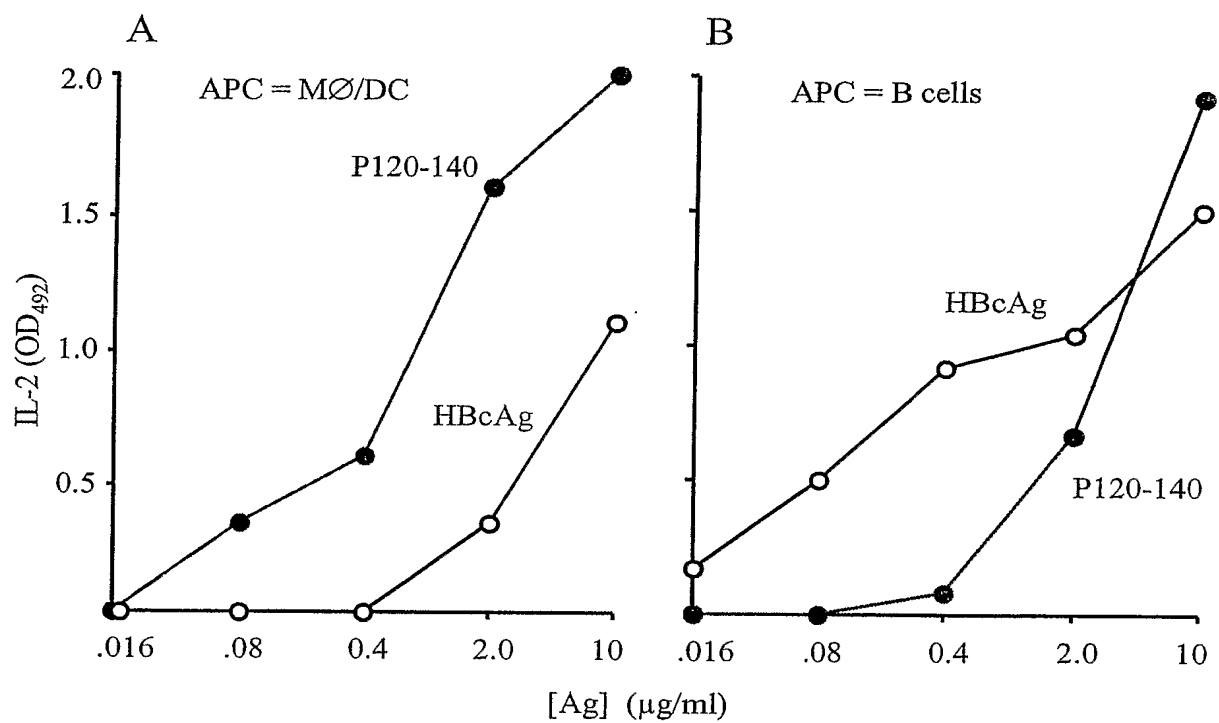 A
B
APC = MØ/DC
APC = B cells
P120-140
HBcAg
HBcAg
P120-140
IL-2 (OD492)
2.0
1.5
1.0
0.5
.016 .08 0.4 2.0 10
.016 .08 0.4 2.0 10
[Ag] (µg/ml)